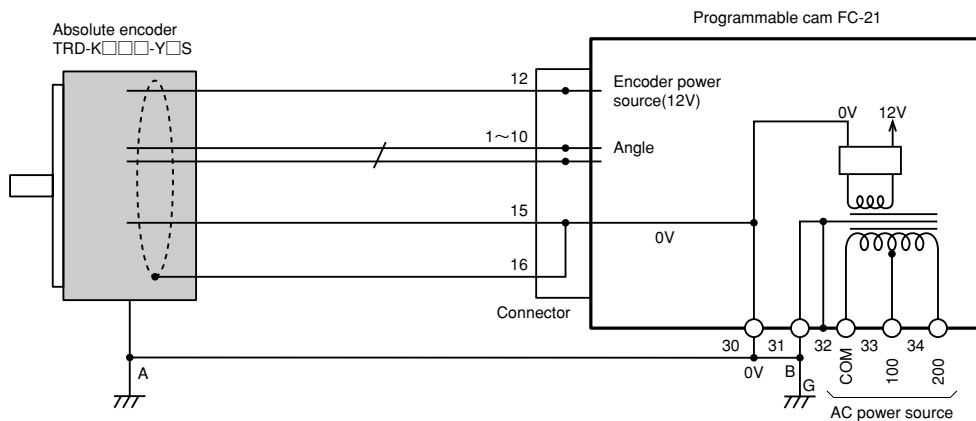 Programmable cam FC-21
Absolute encoder
TRD-K□□□-Y□S
12
Encoder power
source(12V)
0V
12V
1～10
Angle
15
0V
16
Connector
30
31
32
33
34
COM
100
200
A
0V
B
G
AC power source